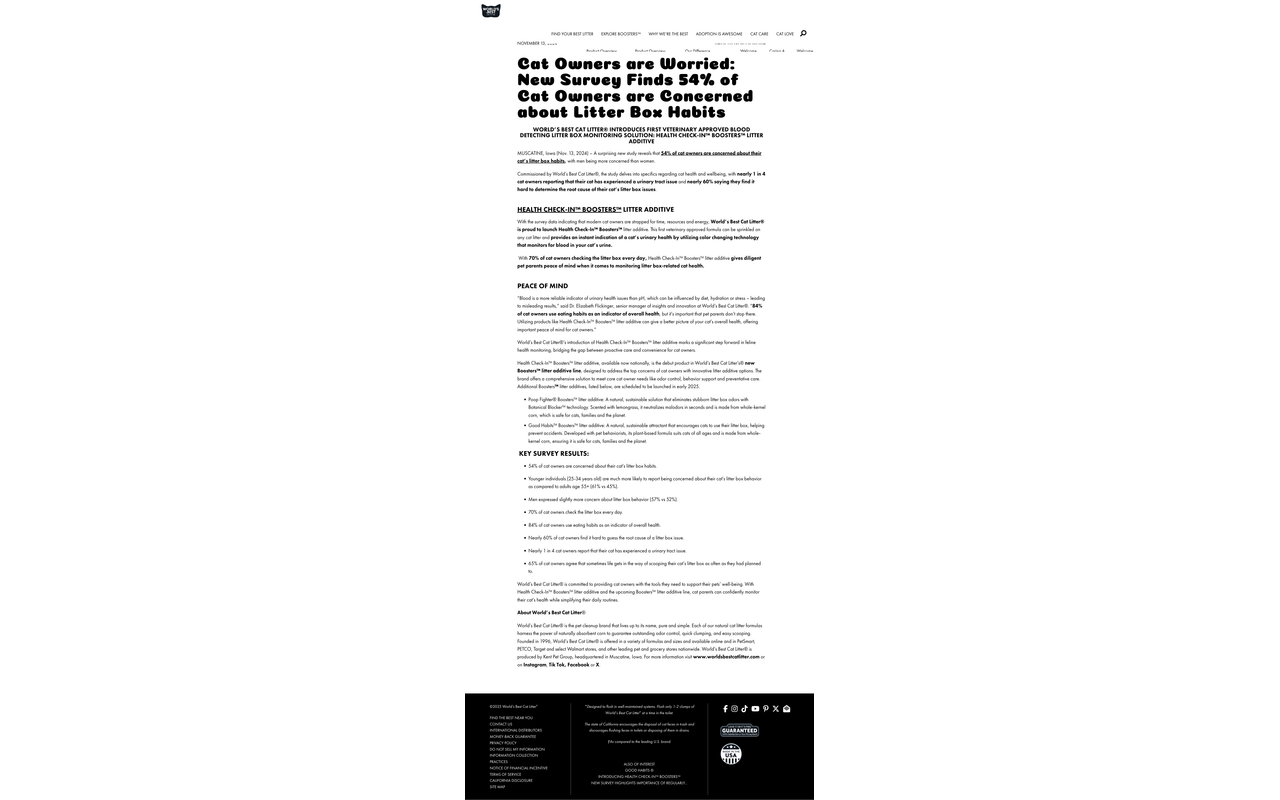 WORLD'S BEST
FIND YOUR BEST LITTER EXPLORE BOOSTERS™ WHY WE'RE THE BEST ADOPTION IS AWESOME CAT CARE CAT LOVE
NOVEMBER 13,
Product Overview Product Overview Our Difference Welcome Caring 4 Welcome
Cat Owners are Worried:
New Survey Finds 54% of
Cat Owners are Concerned
about Litter Box Habits
WORLD'S BEST CAT LITTER® INTRODUCES FIRST VETERINARY APPROVED BLOOD
DETECTING LITTER BOX MONITORING SOLUTION: HEALTH CHECK-IN™ BOOSTERS™ LITTER
ADDITIVE
MUSCATINE, Iowa (Nov. 13, 2024) – A surprising new study reveals that 54% of cat owners are concerned about their
cat's litter box habits, with men being more concerned than women.
Commissioned by World's Best Cat Litter®, the study delves into specifics regarding cat health and wellbeing, with nearly 1 in 4
cat owners reporting that their cat has experienced a urinary tract issue and nearly 60% saying they find it
hard to determine the root cause of their cat's litter box issues.
HEALTH CHECK-IN™ BOOSTERS™ LITTER ADDITIVE
With the survey data indicating that modern cat owners are strapped for time, resources and energy, World's Best Cat Litter®
is proud to launch Health Check-In™ Boosters™ litter additive. This first veterinary approved formula can be sprinkled on
any cat litter and provides an instant indication of a cat's urinary health by utilizing color changing technology
that monitors for blood in your cat's urine.
With 70% of cat owners checking the litter box every day, Health Check-In™ Boosters™ litter additive gives diligent
pet parents peace of mind when it comes to monitoring litter box-related cat health.
PEACE OF MIND
"Blood is a more reliable indicator of urinary health issues than pH, which can be influenced by diet, hydration or stress – leading
to misleading results," said Dr. Elizabeth Flickinger, senior manager of insights and innovation at World's Best Cat Litter®. "84%
of cat owners use eating habits as an indicator of overall health, but it's important that pet parents don't stop there.
Utilizing products like Health Check-In™ Boosters™ litter additive can give a better picture of your cat's overall health, offering
important peace of mind for cat owners."
World's Best Cat Litter®'s introduction of Health Check-In™ Boosters™ litter additive marks a significant step forward in feline
health monitoring, bridging the gap between proactive care and convenience for cat owners.
Health Check-In™ Boosters™ litter additive, available now nationally, is the debut product in World's Best Cat Litter's® new
Boosters™ litter additive line, designed to address the top concerns of cat owners with innovative litter additive options. The
brand offers a comprehensive solution to meet core cat owner needs like odor control, behavior support and preventative care.
Additional Boosters™ litter additives, listed below, are scheduled to be launched in early 2025:
• Poop Fighter® Boosters™ litter additive: A natural, sustainable solution that eliminates stubborn litter box odors with
Botanical Blocker™ technology. Scented with lemongrass, it neutralizes malodors in seconds and is made from whole-kernel
corn, which is safe for cats, families and the planet.
• Good Habits™ Boosters™ litter additive: A natural, sustainable attractant that encourages cats to use their litter box, helping
prevent accidents. Developed with pet behaviorists, its plant-based formula suits cats of all ages and is made from whole-
kernel corn, ensuring it is safe for cats, families and the planet.
KEY SURVEY RESULTS:
• 54% of cat owners are concerned about their cat's litter box habits.
• Younger individuals (25-34 years old) are much more likely to report being concerned about their cat's litter box behavior
as compared to adults age 55+ (61% vs 45%).
• Men expressed slightly more concern about litter box behavior (57% vs 52%).
• 70% of cat owners check the litter box every day.
• 84% of cat owners use eating habits as an indicator of overall health.
• Nearly 60% of cat owners find it hard to guess the root cause of a litter box issue.
• Nearly 1 in 4 cat owners report that their cat has experienced a urinary tract issue.
• 65% of cat owners agree that sometimes life gets in the way of scooping their cat's litter box as often as they had planned
to.
World's Best Cat Litter® is committed to providing cat owners with the tools they need to support their pets' well-being. With
Health Check-In™ Boosters™ litter additive and the upcoming Boosters™ litter additive line, cat parents can confidently monitor
their cat's health while simplifying their daily routines.
About World's Best Cat Litter®
World's Best Cat Litter® is the pet cleanup brand that lives up to its name, pure and simple. Each of our natural cat litter formulas
harness the power of naturally absorbent corn to guarantee outstanding odor control, quick clumping, and easy scooping.
Founded in 1996, World's Best Cat Litter® is offered in a variety of formulas and sizes and available online and in PetSmart,
PETCO, Target and select Walmart stores, and other leading pet and grocery stores nationwide. World's Best Cat Litter® is
produced by Kent Pet Group, headquartered in Muscatine, Iowa. For more information visit www.worldsbestcatlitter.com or
on Instagram, Tik Tok, Facebook or X.
©2025 World's Best Cat Litter®
FIND THE BEST NEAR YOU
CONTACT US
INTERNATIONAL DISTRIBUTORS
MONEY BACK GUARANTEE
PRIVACY POLICY
DO NOT SELL MY INFORMATION
INFORMATION COLLECTION
PRACTICES
NOTICE OF FINANCIAL INCENTIVE
TERMS OF SERVICE
CALIFORNIA DISCLOSURE
SITE MAP
*Designed to flush in well-maintained systems. Flush only 1-2 clumps of
World's Best Cat Litter® at a time in the toilet
The state of California encourages the disposal of cat feces in trash and
discourages flushing feces in toilets or disposing of them in drains.
†As compared to the leading U.S. brand
ALSO OF INTEREST
GOOD HABITS ®
INTRODUCING HEALTH CHECK-IN™ BOOSTERS™
NEW SURVEY HIGHLIGHTS IMPORTANCE OF REGULARLY...
GUARANTEED
USA